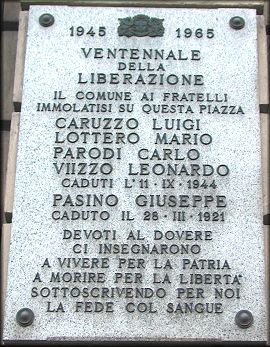 1945 1965
VENTENNALE
DELLA
LIBERAZIONE
IL COMUNE AI FRATELLI
IMMOLATISI SU QUESTA PIAZZA
CARUZZO LUIGI
LOTTERO MARIO
PARODI CARLO
VIIZZO LEONARDO
CADUTI L'11·IX·1944
PASINO GIUSEPPE
CADUTO IL 28·III·1921
DEVOTI AL DOVERE
CI INSEGNARONO
A VIVERE PER LA PATRIA
A MORIRE PER LA LIBERTA'
SOTTOSCRIVENDO PER NOI
LA FEDE COL SANGUE